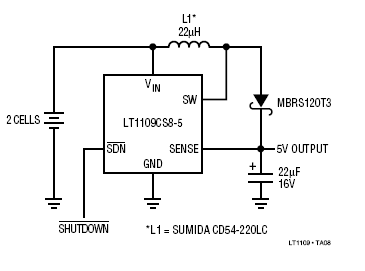 L1*
22μH
VIN
SW
MBRS120T3
2 CELLS
LT1109CS8-5
SDN
SENSE
5V OUTPUT
GND
+
22μF
16V
SHUTDOWN
*L1 = SUMIDA CD54-220LC
LT1109 • TA08